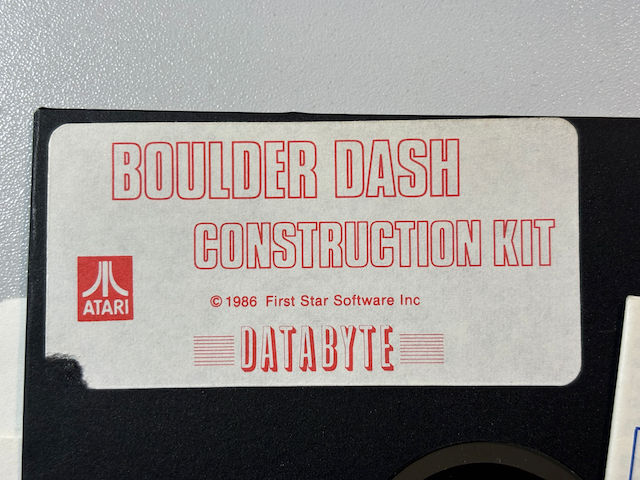 BOULDER DASH
CONSTRUCTION KIT
ATARI
© 1986 First Star Software Inc
DATABYTE